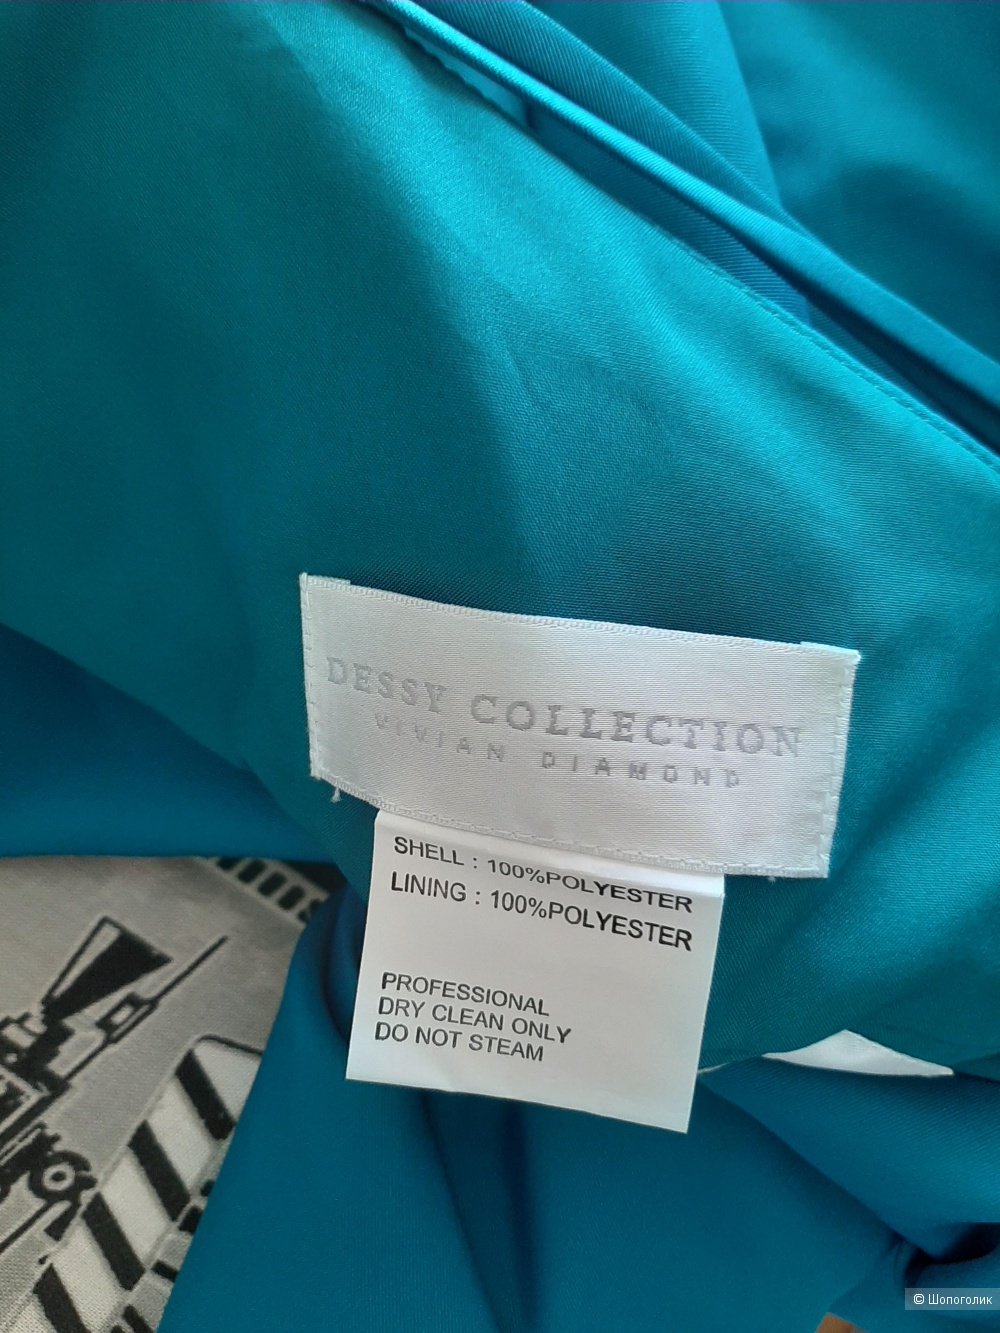 DESSY COLLECTION
VIVIAN DIAMOND
SHELL : 100%POLYESTER
LINING : 100%POLYESTER
PROFESSIONAL
DRY CLEAN ONLY
DO NOT STEAM
© Шопоголик